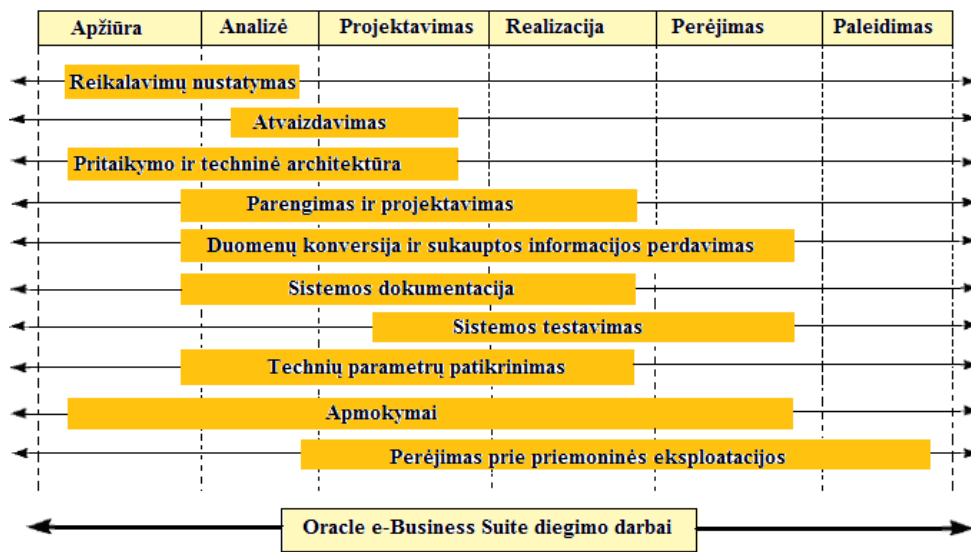 Apžiūra Analizė Projektavimas Realizacija Perėjimas Paleidimas
Reikalavimų nustatymas
Atvaizdavimas
Pritaikymo ir techninė architektūra
Parengimas ir projektavimas
Duomenų konversija ir sukauptos informacijos perdavimas
Sistemos dokumentacija
Sistemos testavimas
Technių parametrų patikrinimas
Apmokymai
Perėjimas prie priemoninės eksploatacijos
Oracle e-Business Suite diegimo darbai